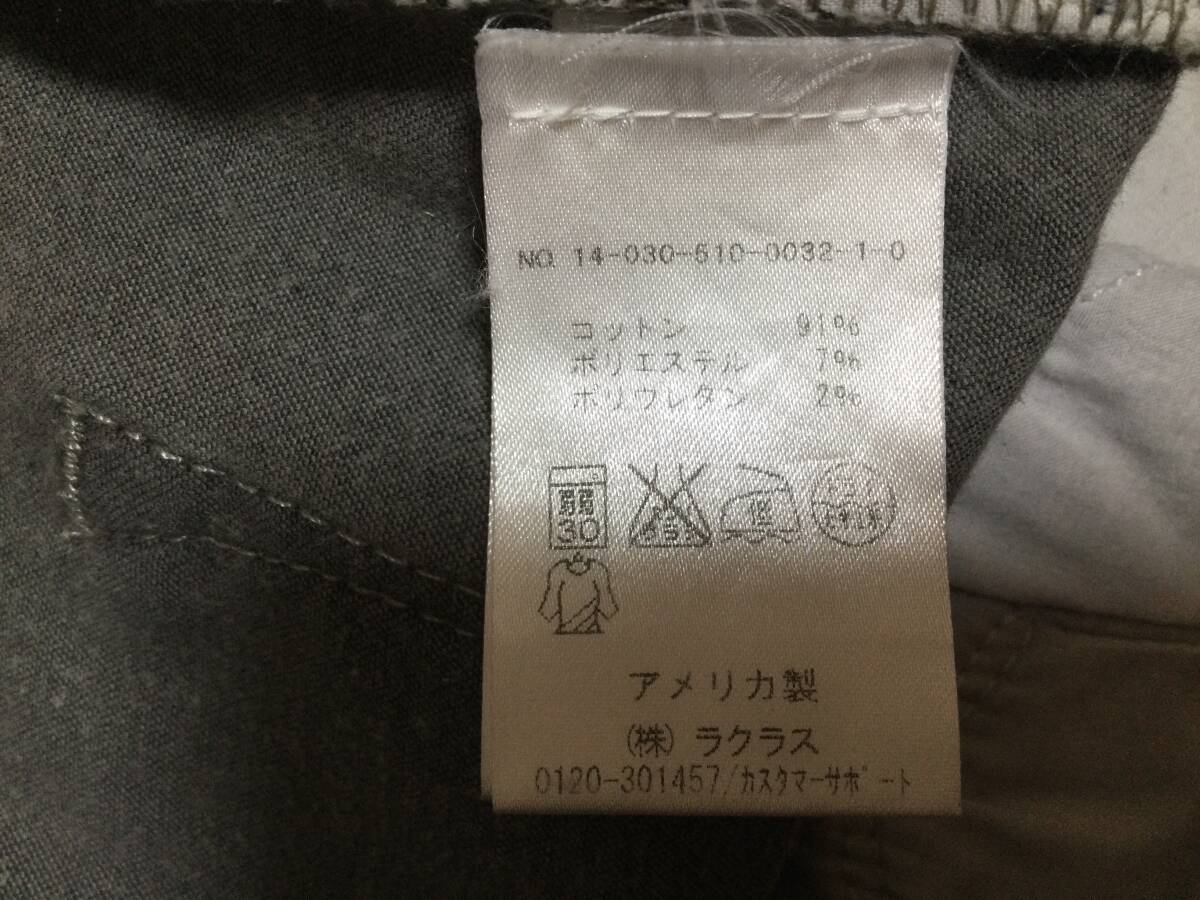 NO. 14-030-510-0032-1-0
コットン 91%
ポリエステル 7%
ポリウレタン 2%
弱 30
アメリカ製
(株) ラクラス
0120-301457/カスタマーサポート